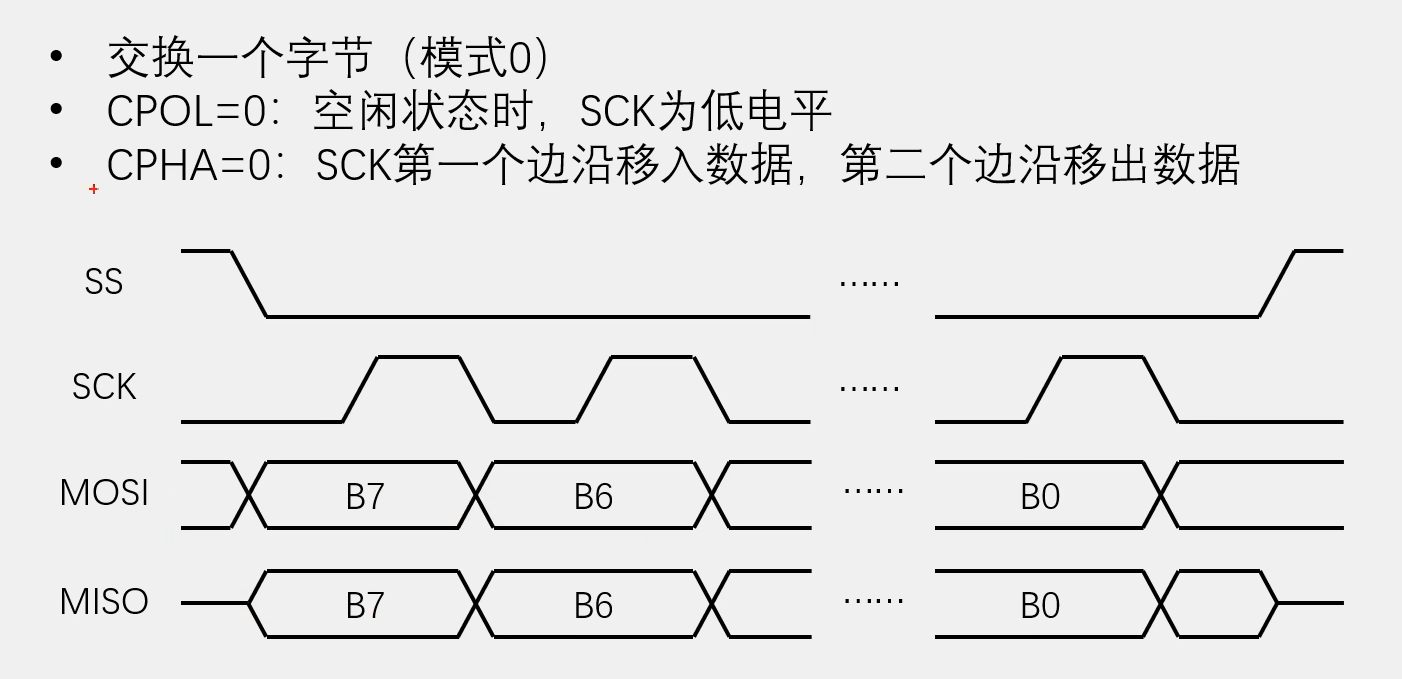 • 交换一个字节（模式0）
• CPOL=0：空闲状态时，SCK为低电平
• CPHA=0：SCK第一个边沿移入数据，第二个边沿移出数据
SS ……
SCK ……
MOSI B7 B6 …… B0
MISO B7 B6 …… B0